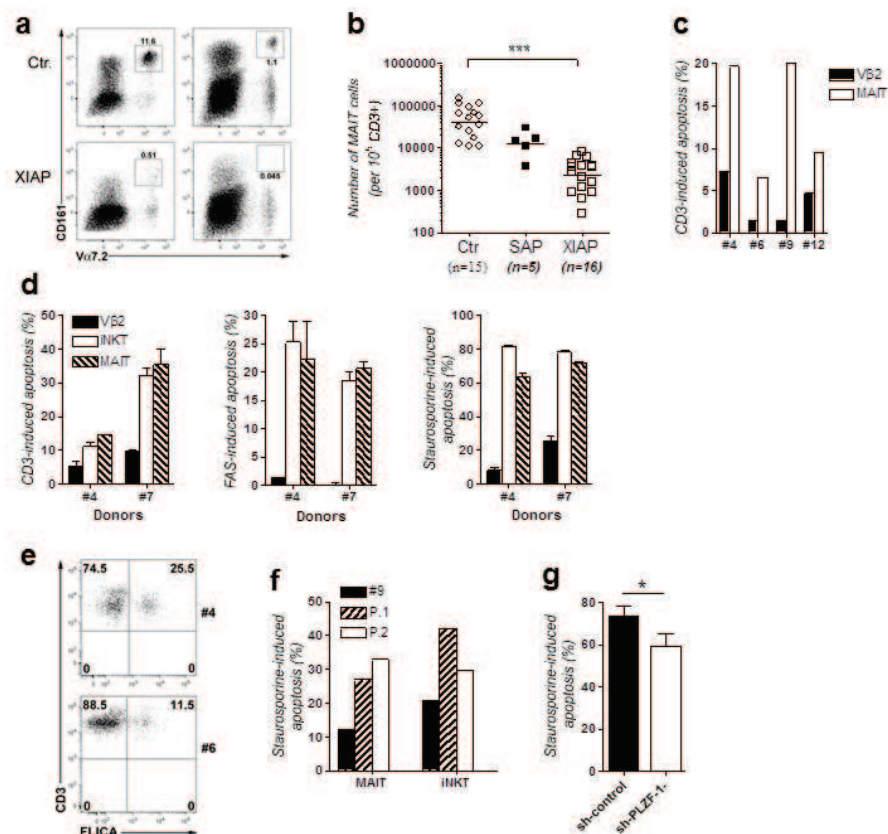 a
Ctr.
11.6
1.1
XIAP
0.51
0.045
CD161
Vα7.2
b
***
Number of MAIT cells
(per 10⁶ CD3+)
1000000
100000
10000
1000
100
Ctr SAP XIAP
(n=15) (n=5) (n=16)
c
Vβ2
MAIT
CD3-induced apoptosis (%)
20
15
10
5
0
#4 #6 #9 #12
d
Vβ2
iNKT
MAIT
CD3-induced apoptosis (%)
50
40
30
20
10
0
#4 #7
Donors
FAS-induced apoptosis (%)
30
25
20
15
10
5
0
#4 #7
Donors
Staurosporine-induced
apoptosis (%)
100
80
60
40
20
0
#4 #7
Donors
e
74.5 25.5
0 0
#4
88.5 11.5
0 0
#6
CD3
FLICA
f
#9
P.1
P.2
Staurosporine-induced
apoptosis (%)
50
40
30
20
10
0
MAIT iNKT
g
*
Staurosporine-induced
apoptosis (%)
80
60
40
20
0
sh-control
sh-PLZF-1-